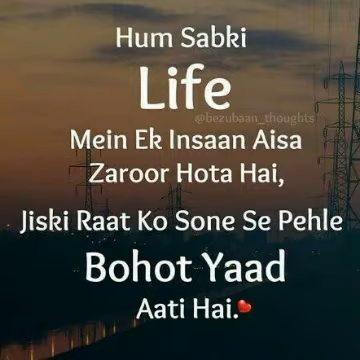 Hum Sabki
Life
@bezubaan_thoughts
Mein Ek Insaan Aisa
Zaroor Hota Hai,
Jiski Raat Ko Sone Se Pehle
Bohot Yaad
Aati Hai.